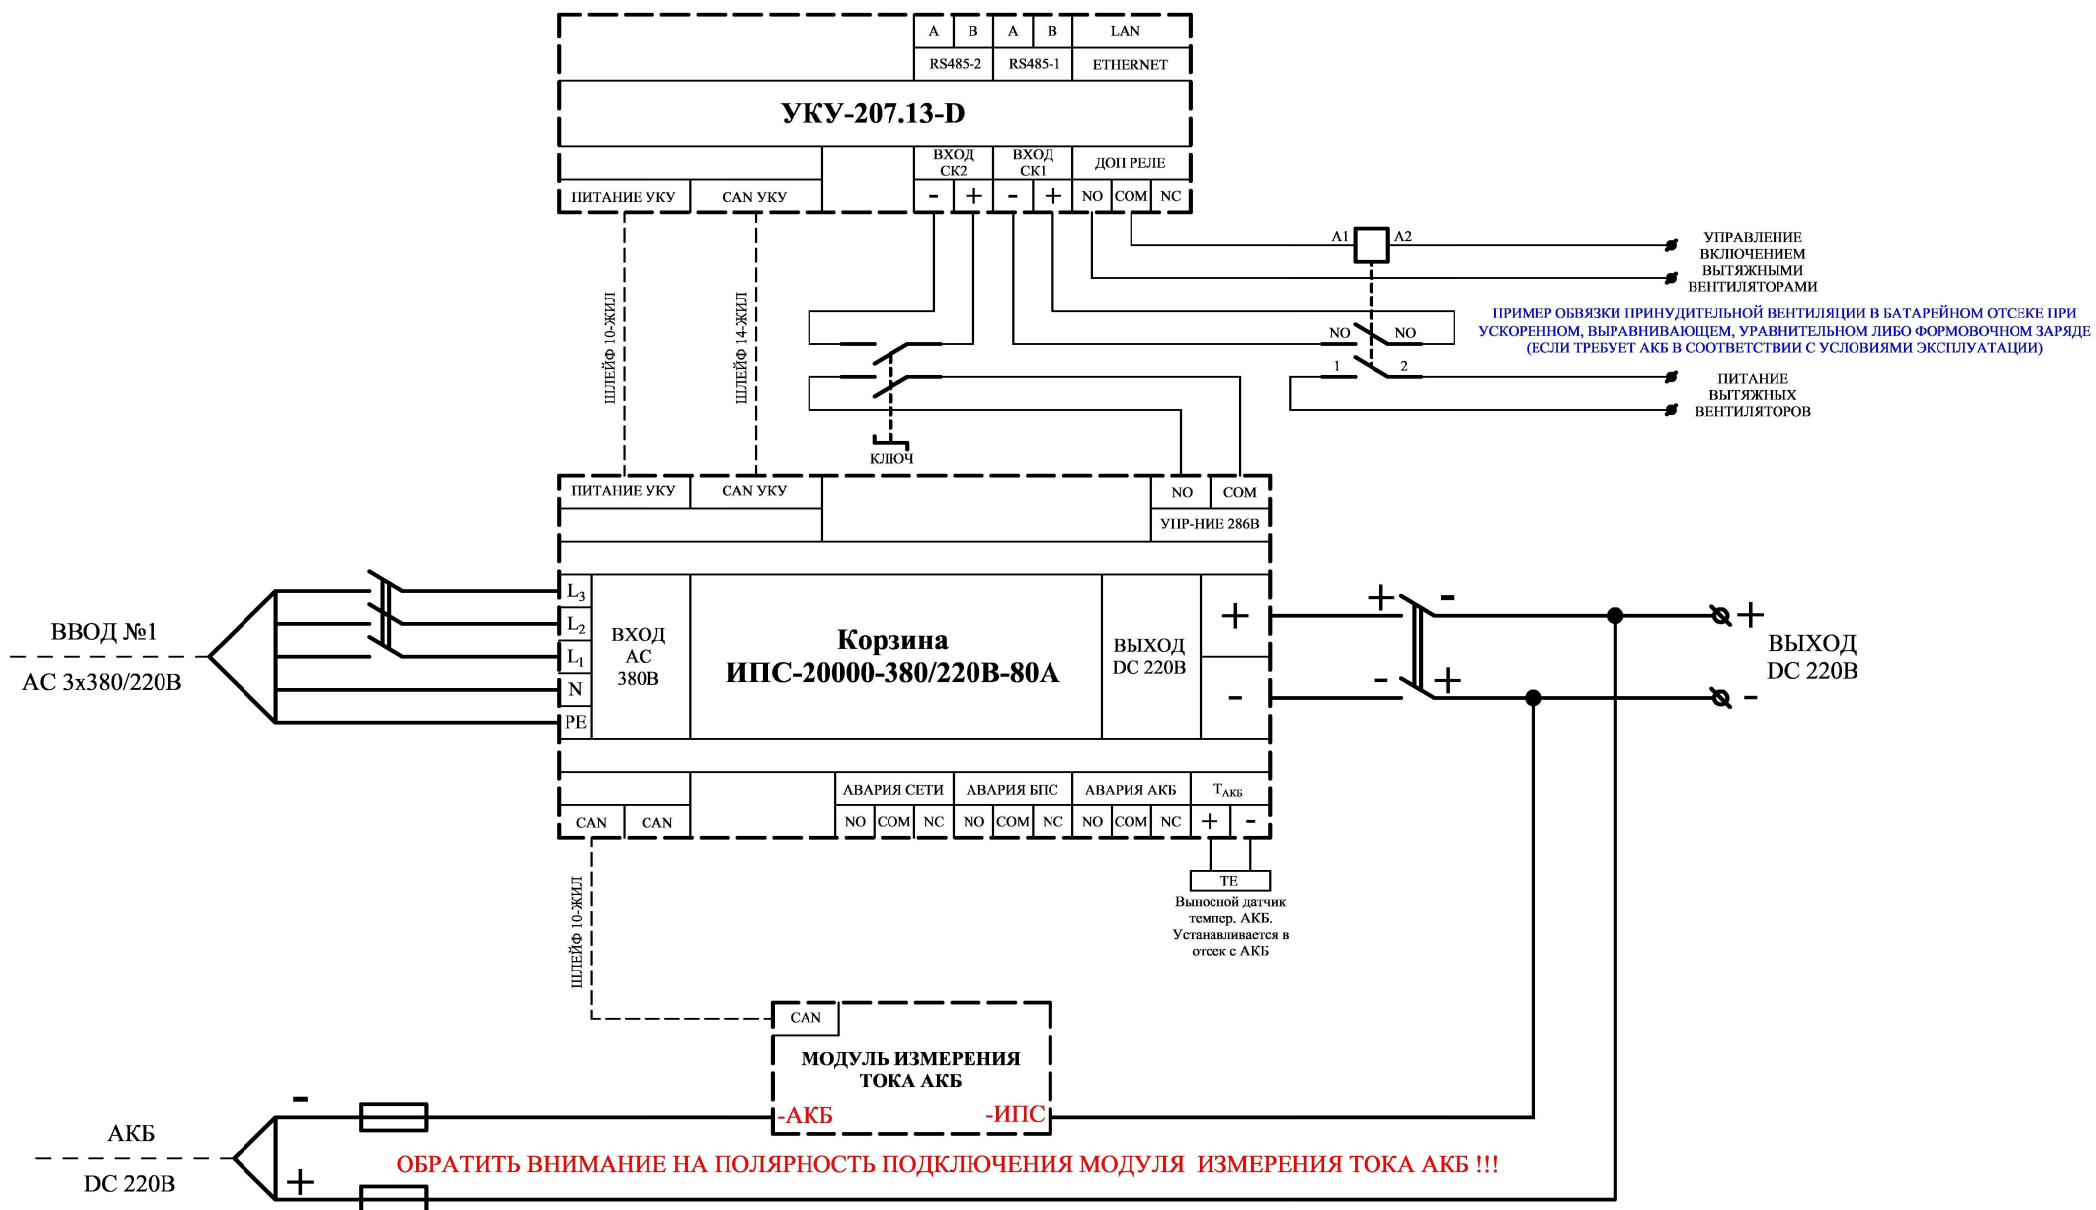 A B A B LAN
RS485-2 RS485-1 ETHERNET
УКУ-207.13-D
ВХОД СК2
ВХОД СК1
ДОП РЕЛЕ
ПИТАНИЕ УКУ CAN УКУ - + - + NO COM NC
A1 A2
УПРАВЛЕНИЕ
ВКЛЮЧЕНИЕМ
ВЫТЯЖНЫМИ
ВЕНТИЛЯТОРАМИ
ШЛЕЙФ 10-ЖИЛ
ШЛЕЙФ 14-ЖИЛ
ПРИМЕР ОБВЯЗКИ ПРИНУДИТЕЛЬНОЙ ВЕНТИЛЯЦИИ В БАТАРЕЙНОМ ОТСЕКЕ ПРИ
УСКОРЕННОМ, ВЫРАВНИВАЮЩЕМ, УРАВНИТЕЛЬНОМ ЛИБО ФОРМОВОЧНОМ ЗАРЯДЕ
(ЕСЛИ ТРЕБУЕТ АКБ В СООТВЕТСТВИИ С УСЛОВИЯМИ ЭКСПЛУАТАЦИИ)
NO NO
1 2
ПИТАНИЕ
ВЫТЯЖНЫХ
ВЕНТИЛЯТОРОВ
КЛЮЧ
ПИТАНИЕ УКУ CAN УКУ NO COM
УПР-НИЕ 286В
ВВОД №1
AC 3x380/220В
L3
L2
L1
N
PE
ВХОД
AC
380В
Корзина
ИПС-20000-380/220В-80А
ВЫХОД
DC 220В
+
-
+ -
- +
+
-
ВЫХОД
DC 220В
АВАРИЯ СЕТИ АВАРИЯ БПС АВАРИЯ АКБ TАКБ
CAN CAN NO COM NC NO COM NC NO COM NC + -
TE
Выносной датчик
темпер. АКБ.
Устанавливается в
отсек с АКБ
ШЛЕЙФ 10-ЖИЛ
CAN
МОДУЛЬ ИЗМЕРЕНИЯ
ТОКА АКБ
-АКБ -ИПС
-
АКБ
DC 220В
+
ОБРАТИТЬ ВНИМАНИЕ НА ПОЛЯРНОСТЬ ПОДКЛЮЧЕНИЯ МОДУЛЯ ИЗМЕРЕНИЯ ТОКА АКБ !!!